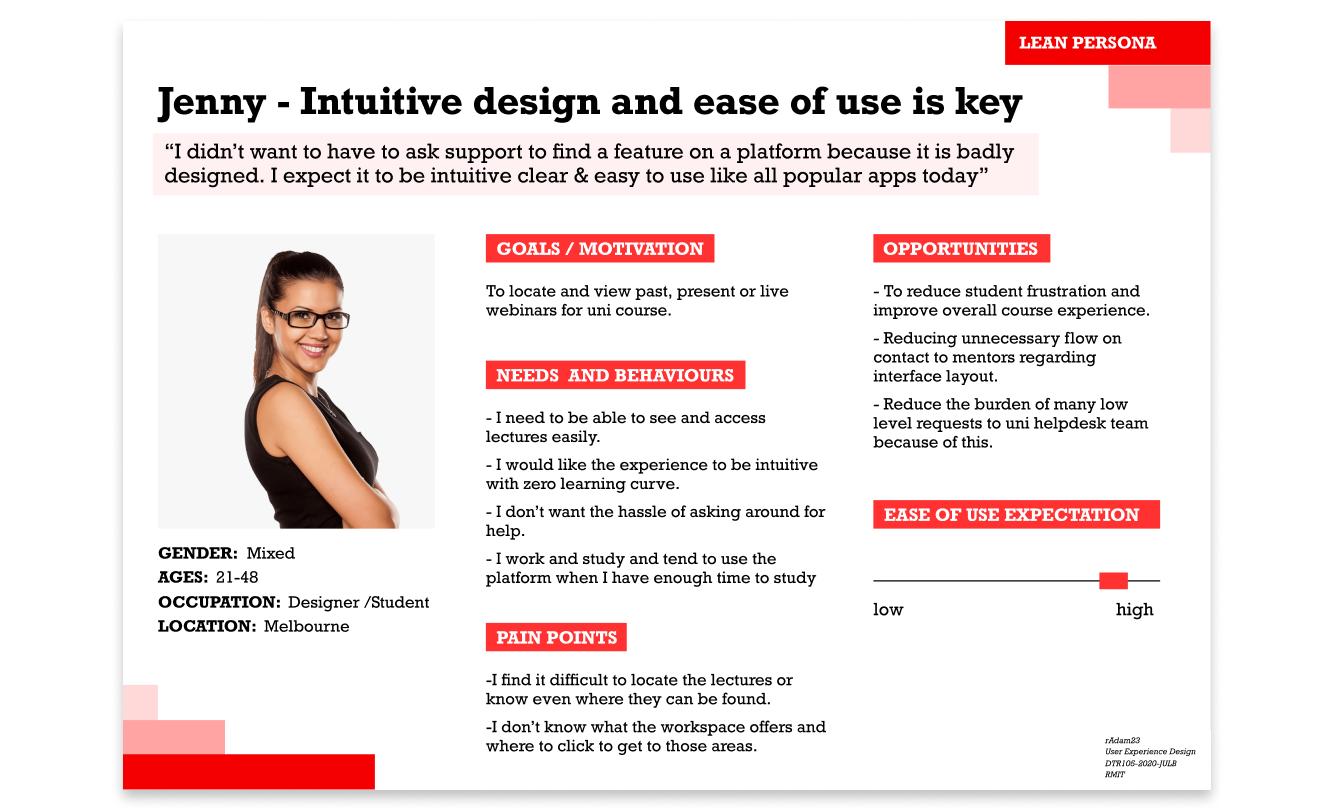 LEAN PERSONA
Jenny - Intuitive design and ease of use is key
“I didn’t want to have to ask support to find a feature on a platform because it is badly
designed. I expect it to be intuitive clear & easy to use like all popular apps today”
GENDER: Mixed
AGES: 21-48
OCCUPATION: Designer /Student
LOCATION: Melbourne
GOALS / MOTIVATION
To locate and view past, present or live
webinars for uni course.
NEEDS AND BEHAVIOURS
- I need to be able to see and access
lectures easily.
- I would like the experience to be intuitive
with zero learning curve.
- I don’t want the hassle of asking around for
help.
- I work and study and tend to use the
platform when I have enough time to study
PAIN POINTS
-I find it difficult to locate the lectures or
know even where they can be found.
-I don’t know what the workspace offers and
where to click to get to those areas.
OPPORTUNITIES
- To reduce student frustration and
improve overall course experience.
- Reducing unnecessary flow on
contact to mentors regarding
interface layout.
- Reduce the burden of many low
level requests to uni helpdesk team
because of this.
EASE OF USE EXPECTATION
low high
rAdam23
User Experience Design
DTR106-2020-JULB
RMIT